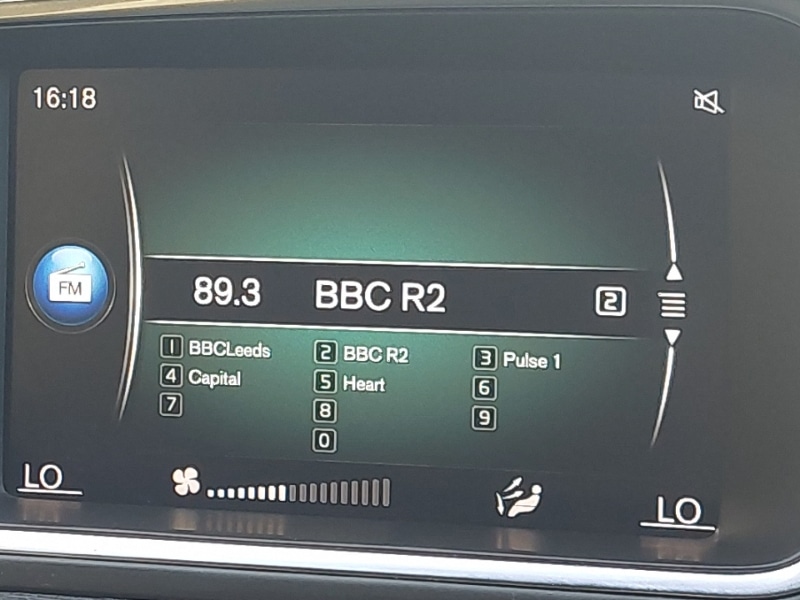 16:18
FM
89.3 BBC R2 2
1 BBCLeeds 2 BBC R2 3 Pulse 1
4 Capital 5 Heart 6
7 8 9
0
LO LO